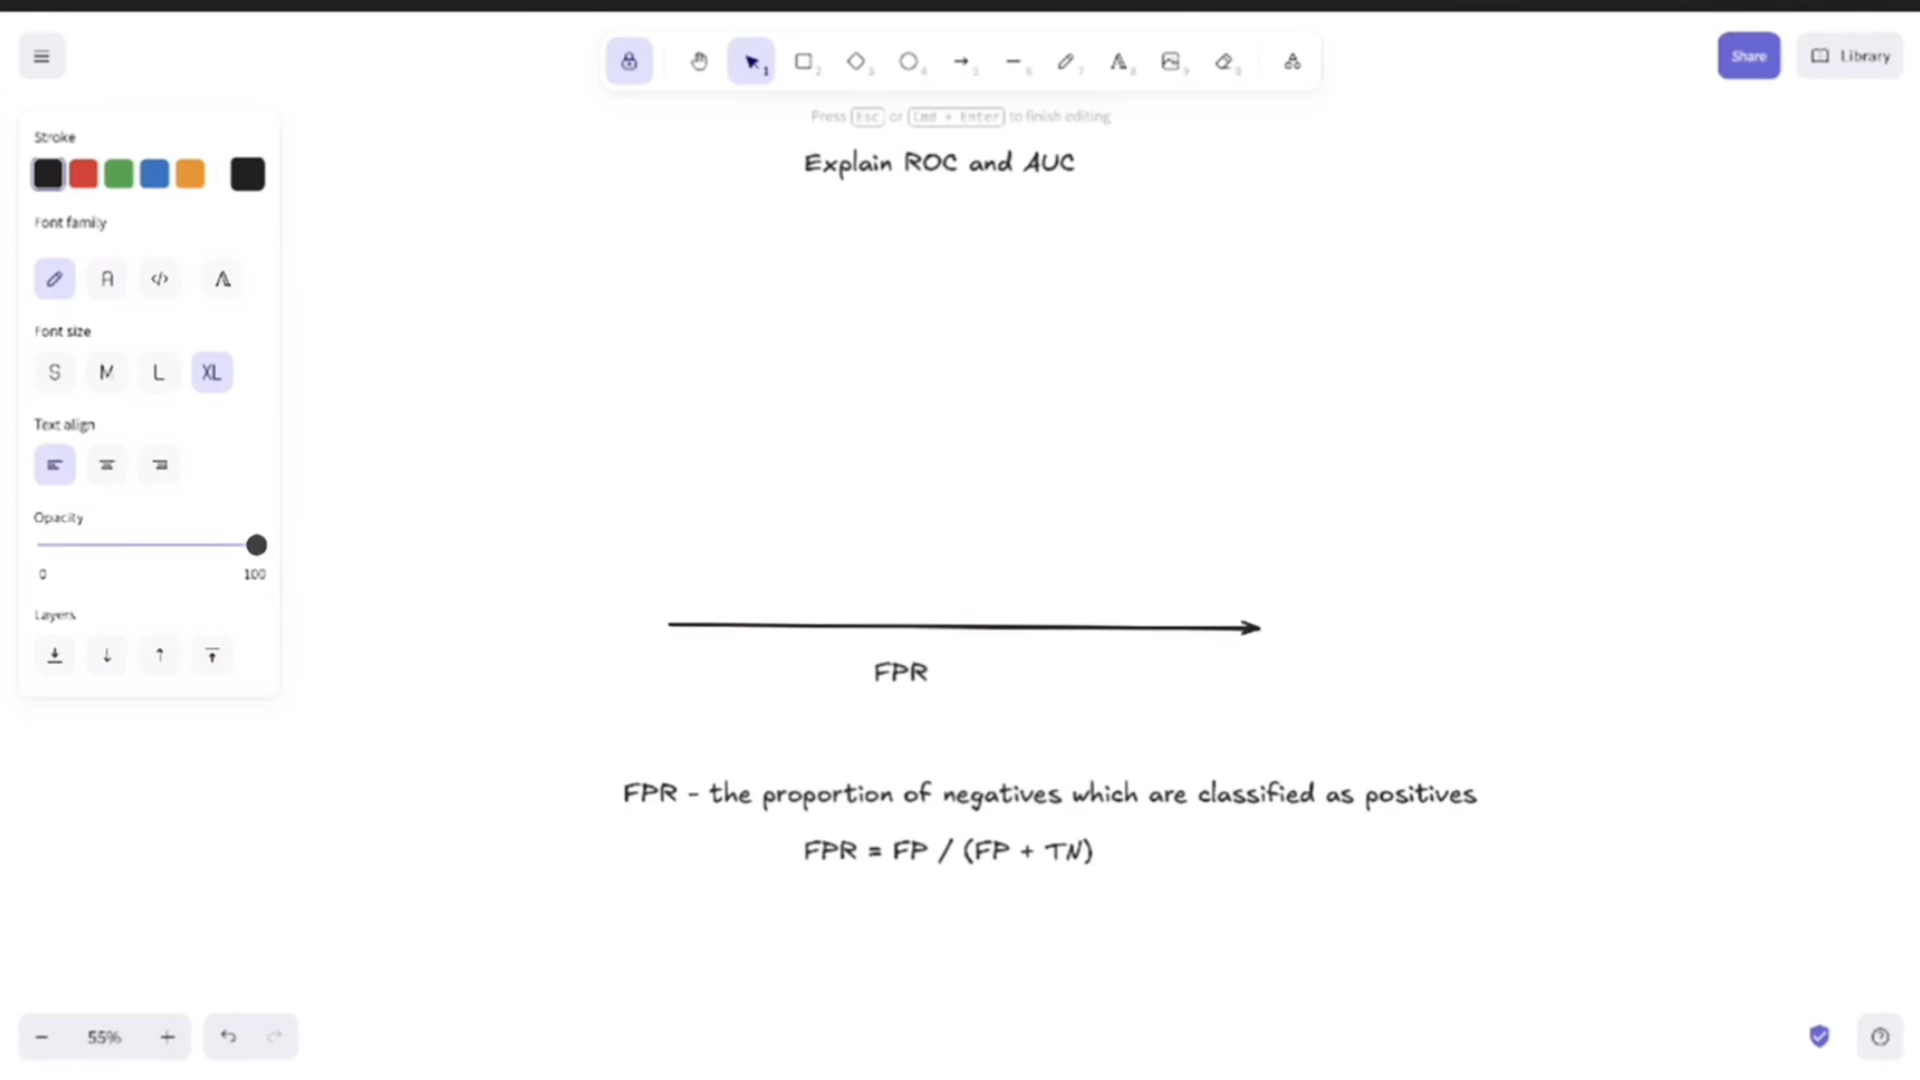 Share
Library
Press Esc or Cmd + Enter to finish editing
Explain ROC and AUC
Stroke
Font family
Font size
S M L XL
Text align
Opacity
0 100
Layers
FPR
FPR - the proportion of negatives which are classified as positives
FPR = FP / (FP + TN)
55%